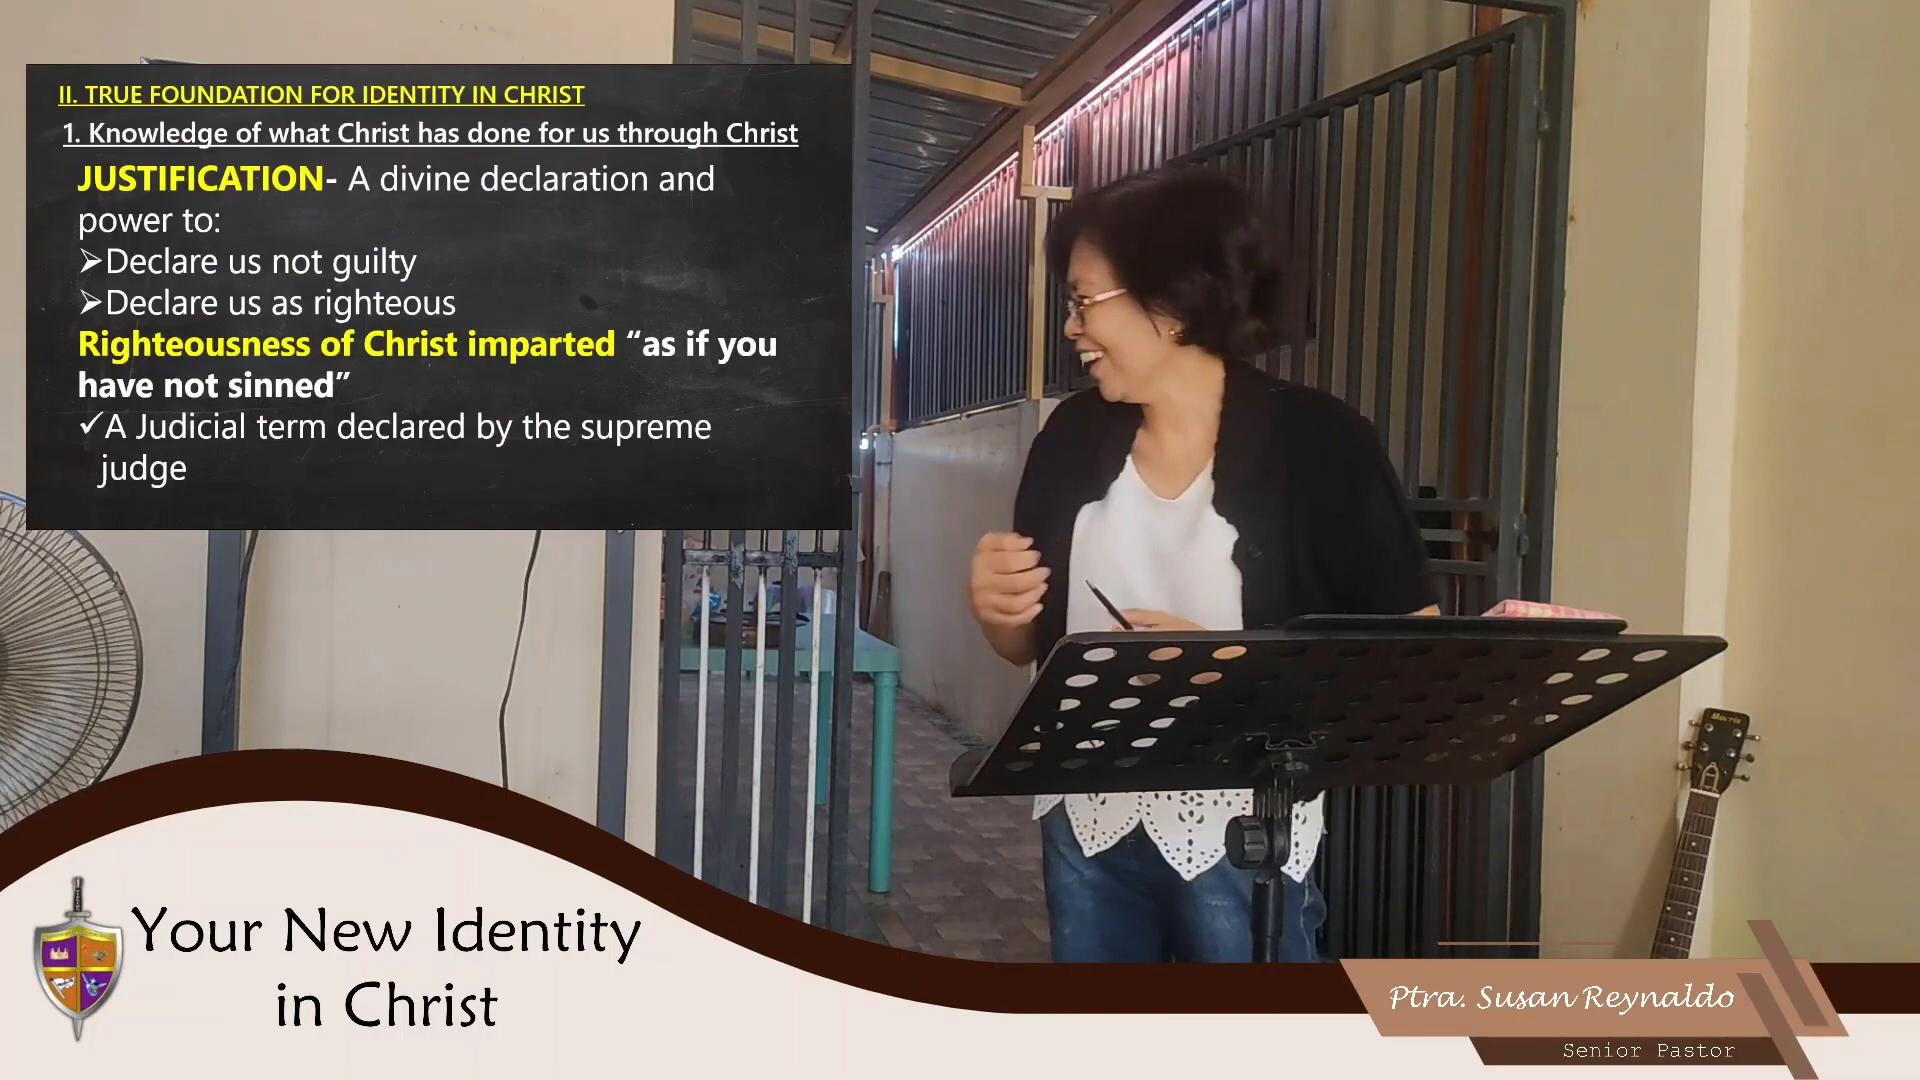 II. TRUE FOUNDATION FOR IDENTITY IN CHRIST
1. Knowledge of what Christ has done for us through Christ
JUSTIFICATION- A divine declaration and
power to:
➢Declare us not guilty
➢Declare us as righteous
Righteousness of Christ imparted “as if you
have not sinned”
✓A Judicial term declared by the supreme
judge
Morris
Your New Identity
in Christ
Ptra. Susan Reynaldo
Senior Pastor